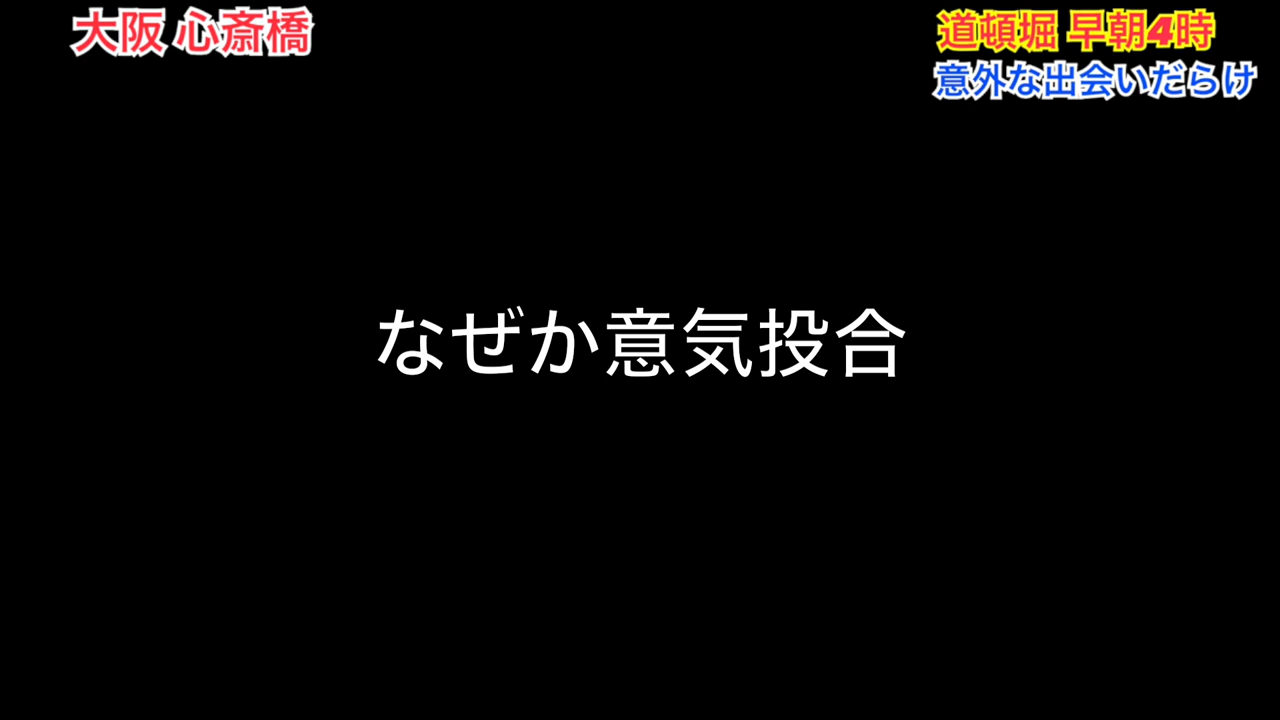 大阪 心斎橋
道頓堀 早朝4時
意外な出会いだらけ
なぜか意気投合